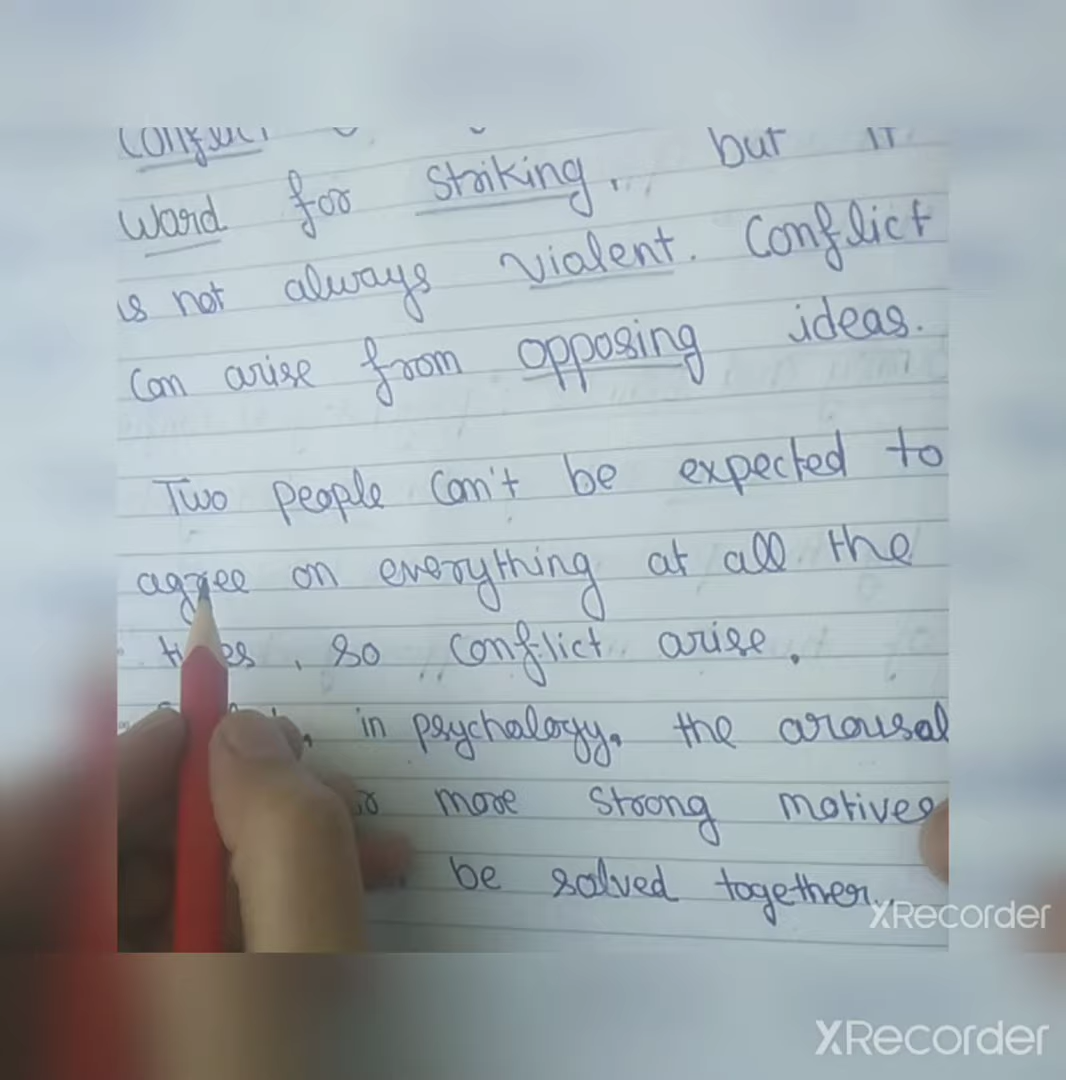 Conflict
Word for striking, but it
is not always violent. Conflict
Can arise from opposing ideas.
Two people can't be expected to
agree on everything at all the
, so conflict arise.
in psychology, the arousal
more strong motives
be solved together..
XRecorder
XRecorder